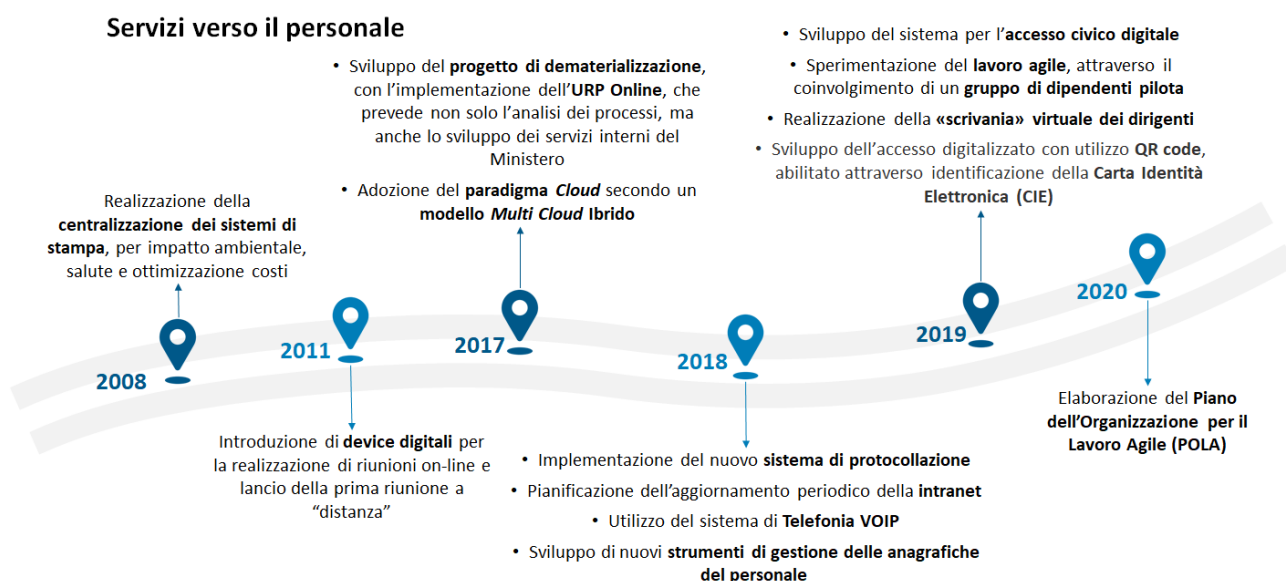 Servizi verso il personale
Realizzazione della
centralizzazione dei sistemi di
stampa, per impatto ambientale,
salute e ottimizzazione costi
2008
2011
Introduzione di device digitali per
la realizzazione di riunioni on-line e
lancio della prima riunione a
“distanza”
• Sviluppo del progetto di dematerializzazione,
con l’implementazione dell’URP Online, che
prevede non solo l’analisi dei processi, ma
anche lo sviluppo dei servizi interni del
Ministero
• Adozione del paradigma Cloud secondo un
modello Multi Cloud Ibrido
2017
2018
• Implementazione del nuovo sistema di protocollazione
• Pianificazione dell’aggiornamento periodico della intranet
• Utilizzo del sistema di Telefonia VOIP
• Sviluppo di nuovi strumenti di gestione delle anagrafiche
del personale
• Sviluppo del sistema per l’accesso civico digitale
• Sperimentazione del lavoro agile, attraverso il
coinvolgimento di un gruppo di dipendenti pilota
• Realizzazione della «scrivania» virtuale dei dirigenti
• Sviluppo dell’accesso digitalizzato con utilizzo QR code,
abilitato attraverso identificazione della Carta Identità
Elettronica (CIE)
2019
2020
Elaborazione del Piano
dell’Organizzazione per il
Lavoro Agile (POLA)